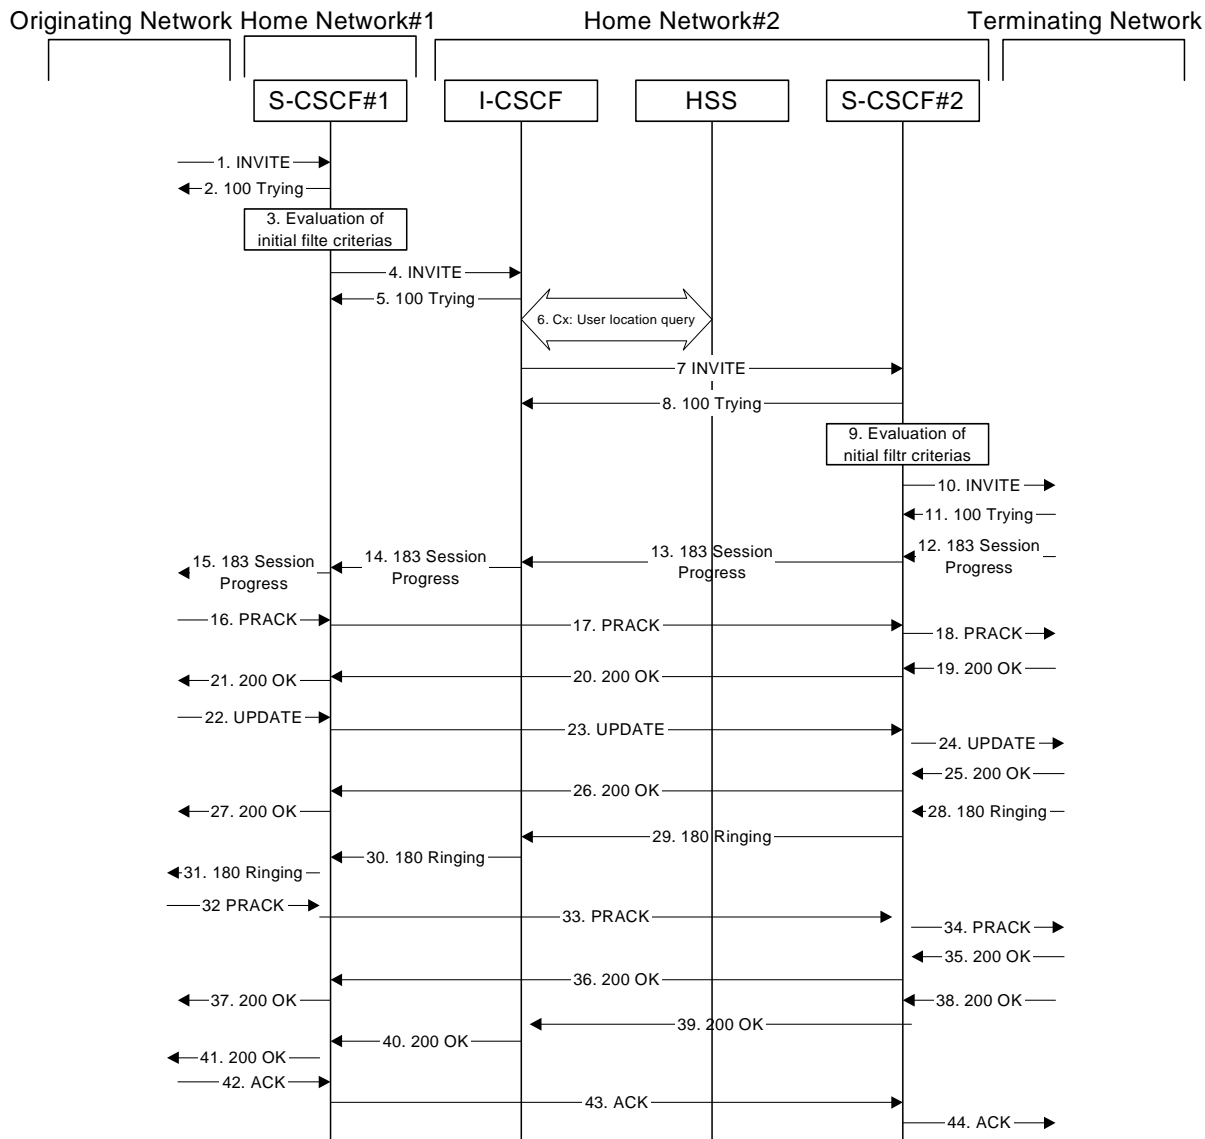 Originating Network Home Network#1 Home Network#2 Terminating Network
S-CSCF#1 I-CSCF HSS S-CSCF#2
1. INVITE
2. 100 Trying
3. Evaluation of
initial filte criterias
4. INVITE
5. 100 Trying
6. Cx: User location query
7 INVITE
8. 100 Trying
9. Evaluation of
nitial filtr criterias
10. INVITE
11. 100 Trying
12. 183 Session
Progress
13. 183 Session
Progress
14. 183 Session
Progress
15. 183 Session
Progress
16. PRACK
17. PRACK
18. PRACK
19. 200 OK
20. 200 OK
21. 200 OK
22. UPDATE
23. UPDATE
24. UPDATE
25. 200 OK
26. 200 OK
27. 200 OK
28. 180 Ringing
29. 180 Ringing
30. 180 Ringing
31. 180 Ringing
32 PRACK
33. PRACK
34. PRACK
35. 200 OK
36. 200 OK
37. 200 OK
38. 200 OK
39. 200 OK
40. 200 OK
41. 200 OK
42. ACK
43. ACK
44. ACK